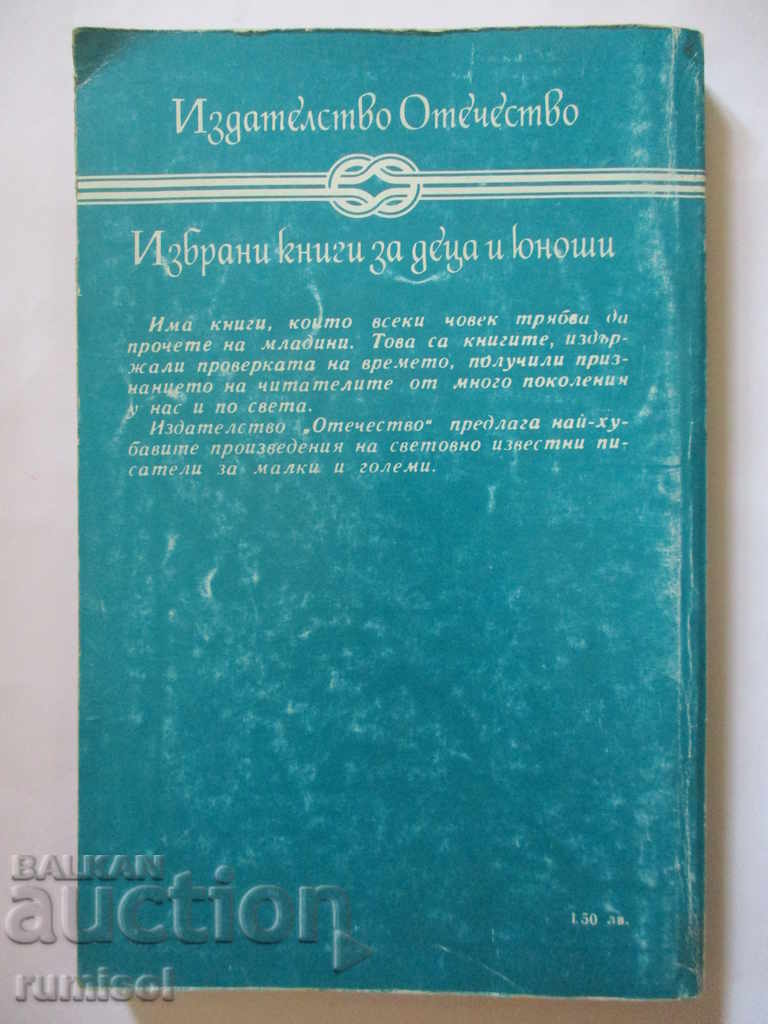 Издателство Отечество
Избрани книги за деца и юноши
Има книги, които всеки човек трябва да
прочете на младини. Това са книгите, издър-
жали проверката на времето, получили приз-
нанието на читателите от много поколения
у нас и по света.
Издателство „Отечество“ предлага най-ху-
бавите произведения на световно известни пи-
сатели за малки и големи.
1.50 лв.
BALKAN
auction
rumisol